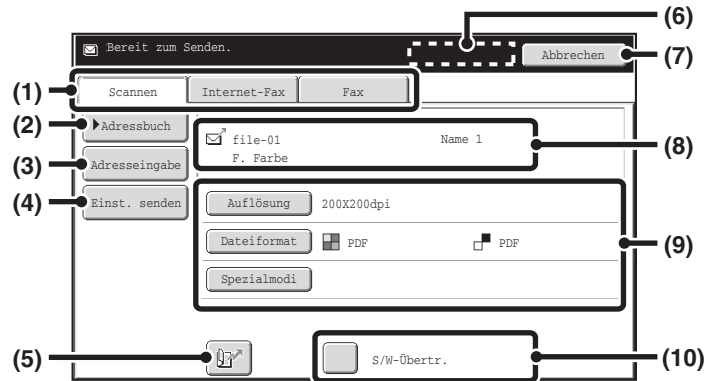 (6)
Bereit zum Senden.
Abbrechen
(7)
(1)
Scannen Internet-Fax Fax
(2)
Adressbuch
file-01 Name 1
(8)
F. Farbe
(3)
Adresseingabe
(4)
Einst. senden
Auflösung 200X200dpi
Dateiformat PDF PDF
(9)
Spezialmodi
(5)
S/W-Übertr.
(10)